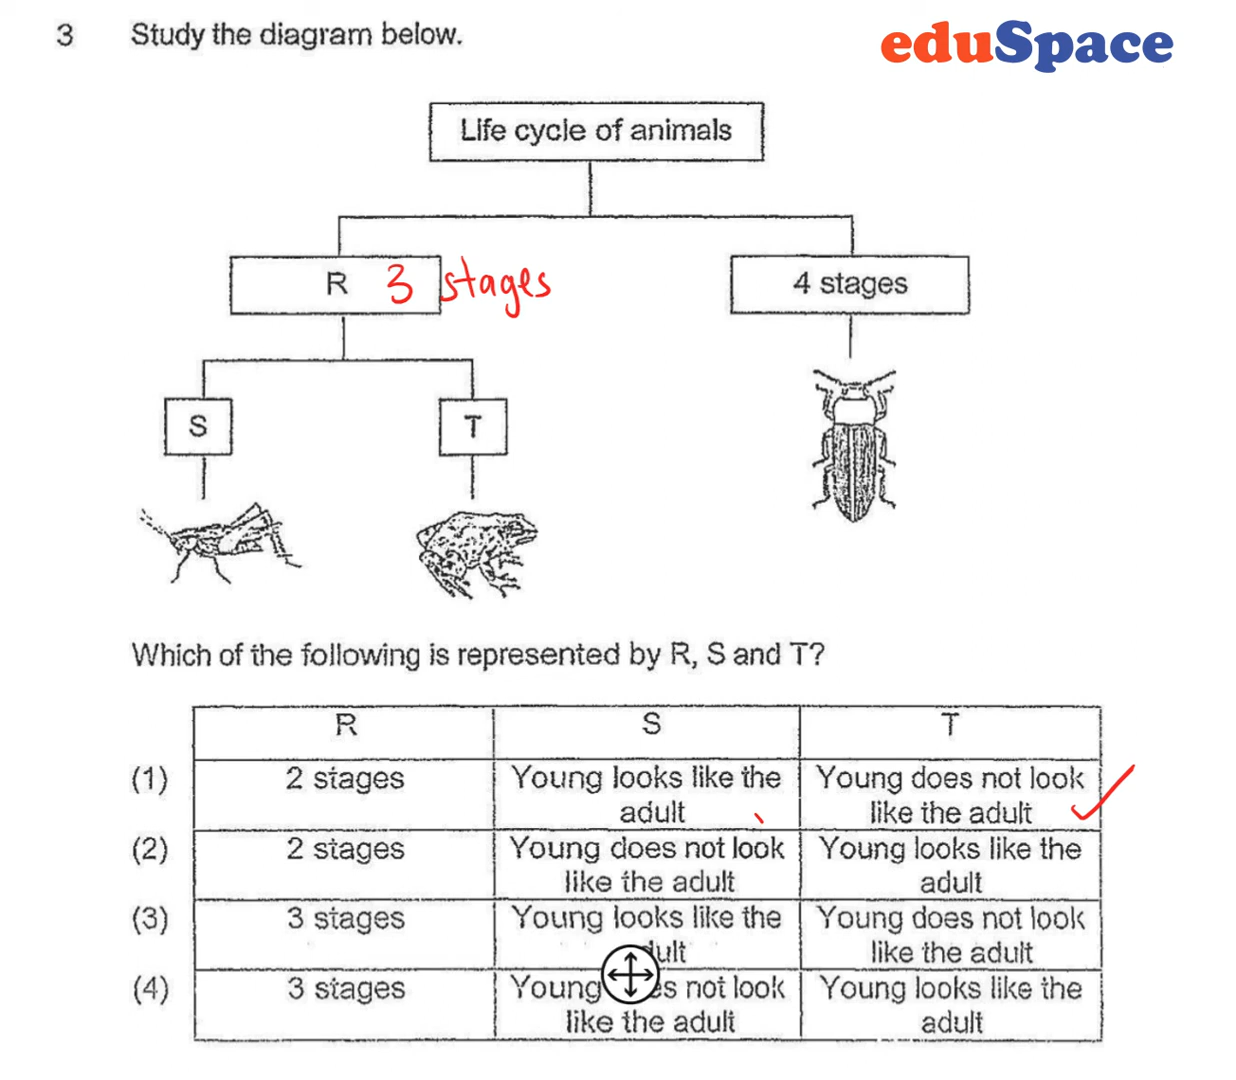 3 Study the diagram below.
eduSpace
Life cycle of animals
R 3 stages
4 stages
S T
Which of the following is represented by R, S and T?
R S T
(1) 2 stages Young looks like the adult Young does not look like the adult
(2) 2 stages Young does not look like the adult Young looks like the adult
(3) 3 stages Young looks like the Young does not look like the adult
(4) 3 stages Young not look like the adult Young looks like the adult